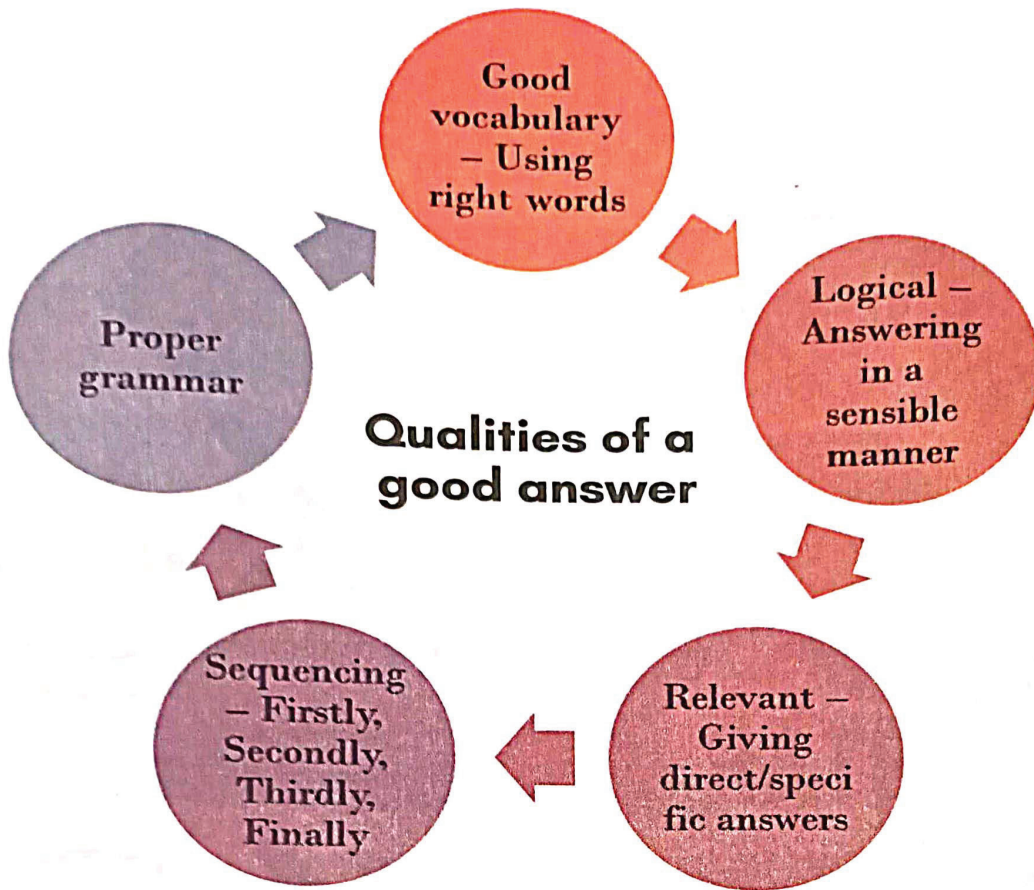 Good
vocabulary
– Using
right words
Logical –
Answering
in a
sensible
manner
Relevant –
Giving
direct/speci
fic answers
Sequencing
– Firstly,
Secondly,
Thirdly,
Finally
Proper
grammar
Qualities of a
good answer